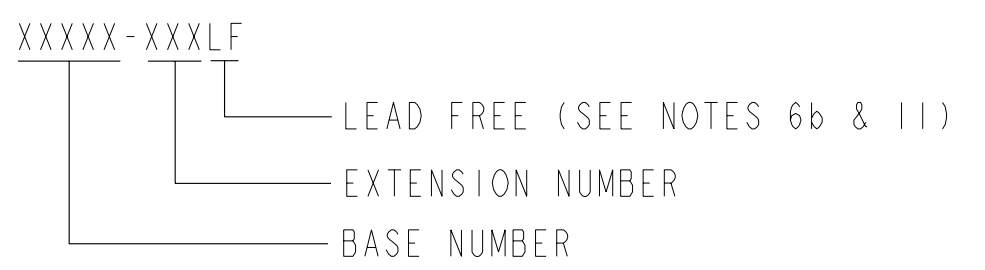 XXXXX-XXXLF
LEAD FREE (SEE NOTES 6b & 11)
EXTENSION NUMBER
BASE NUMBER